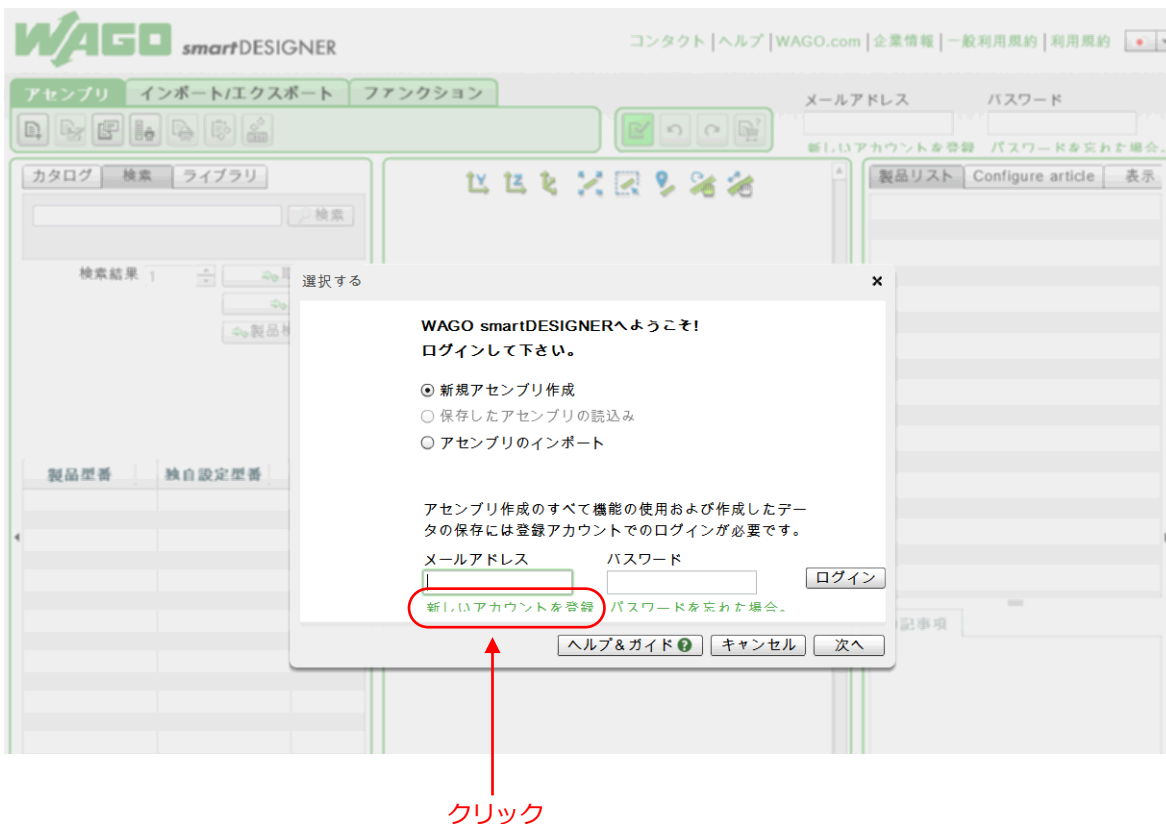 WAGO smartDESIGNER
コンタクト|ヘルプ|WAGO.com|企業情報|一般利用規約|利用規約
アセンブリ インポート/エクスポート ファンクション
メールアドレス パスワード
新しいアカウントを登録 パスワードを忘れた場合。
カタログ 検索 ライブラリ
製品リスト Configure article 表示
検索
検索結果 1
製品
選択する
WAGO smartDESIGNERへようこそ!
ログインして下さい。
新規アセンブリ作成
保存したアセンブリの読込み
アセンブリのインポート
製品型番 独自設定型番
アセンブリ作成のすべて機能の使用および作成したデー
タの保存には登録アカウントでのログインが必要です。
メールアドレス パスワード
ログイン
新しいアカウントを登録 パスワードを忘れた場合。
記事項
ヘルプ&ガイド キャンセル 次へ
クリック